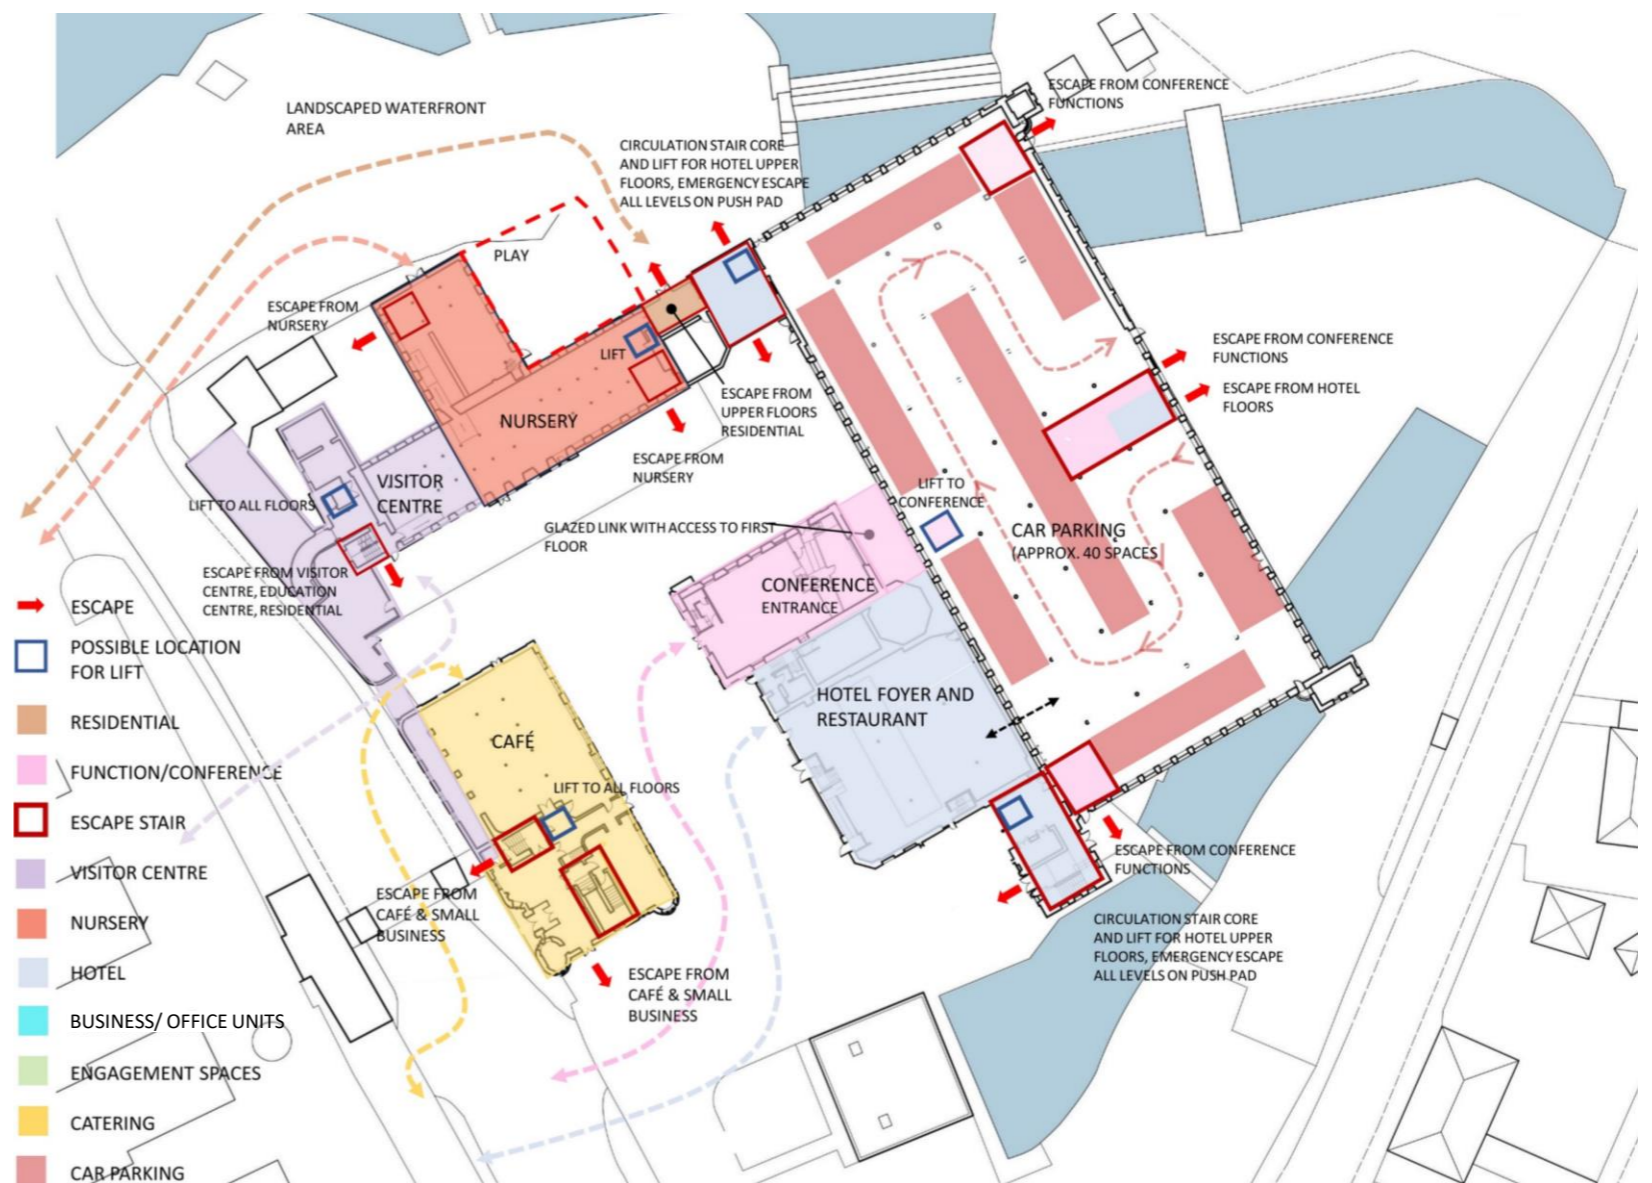 LANDSCAPED WATERFRONT
AREA
ESCAPE FROM CONFERENCE
FUNCTIONS
CIRCULATION STAIR CORE
AND LIFT FOR HOTEL UPPER
FLOORS, EMERGENCY ESCAPE
ALL LEVELS ON PUSH PAD
PLAY
ESCAPE FROM
NURSERY
LIFT
ESCAPE FROM CONFERENCE
FUNCTIONS
ESCAPE FROM HOTEL
FLOORS
NURSERY
ESCAPE FROM
UPPER FLOORS
RESIDENTIAL
ESCAPE FROM
NURSERY
VISITOR
CENTRE
LIFT TO ALL FLOORS
LIFT TO
CONFERENCE
GLAZED LINK WITH ACCESS TO FIRST
FLOOR
CAR PARKING
(APPROX. 40 SPACES
ESCAPE FROM VISITOR
CENTRE, EDUCATION
CENTRE, RESIDENTIAL
CONFERENCE
ENTRANCE
HOTEL FOYER AND
RESTAURANT
CAFÉ
LIFT TO ALL FLOORS
ESCAPE FROM CONFERENCE
FUNCTIONS
ESCAPE FROM
CAFÉ & SMALL
BUSINESS
CIRCULATION STAIR CORE
AND LIFT FOR HOTEL UPPER
FLOORS, EMERGENCY ESCAPE
ALL LEVELS ON PUSH PAD
ESCAPE FROM
CAFÉ & SMALL
BUSINESS
ESCAPE
POSSIBLE LOCATION
FOR LIFT
RESIDENTIAL
FUNCTION/CONFERENCE
ESCAPE STAIR
VISITOR CENTRE
NURSERY
HOTEL
BUSINESS/ OFFICE UNITS
ENGAGEMENT SPACES
CATERING
CAR PARKING